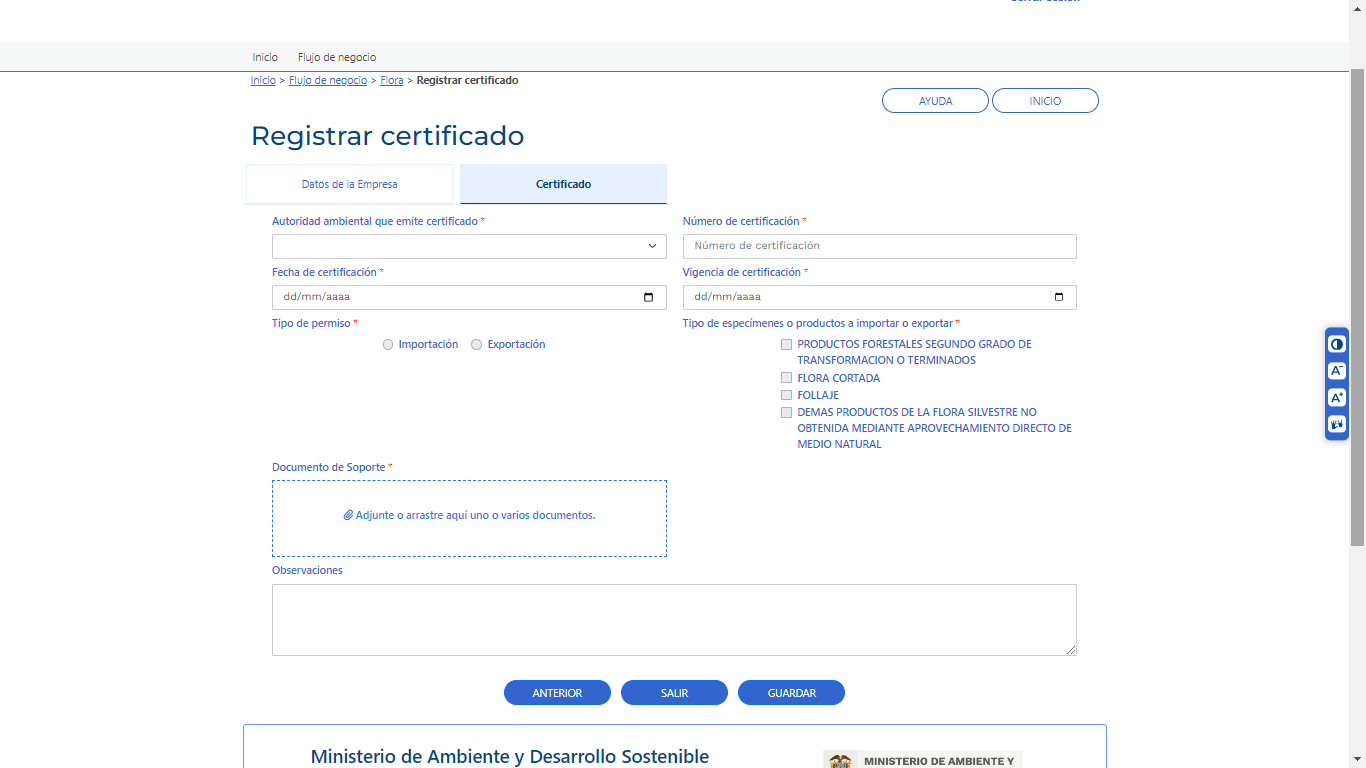 Inicio Flujo de negocio
Inicio > Flujo de negocio > Flora > Registrar certificado
AYUDA INICIO
Registrar certificado
Datos de la Empresa Certificado
Autoridad ambiental que emite certificado * Número de certificación *
Número de certificación
Fecha de certificación * Vigencia de certificación *
dd/mm/aaaa dd/mm/aaaa
Tipo de permiso * Tipo de especímenes o productos a importar o exportar *
Importación Exportación PRODUCTOS FORESTALES SEGUNDO GRADO DE
TRANSFORMACION O TERMINADOS
FLORA CORTADA
FOLLAJE
DEMAS PRODUCTOS DE LA FLORA SILVESTRE NO
OBTENIDA MEDIANTE APROVECHAMIENTO DIRECTO DE
MEDIO NATURAL
A-
A+
Documento de Soporte *
Adjunte o arrastre aquí uno o varios documentos.
Observaciones
ANTERIOR SALIR GUARDAR
Ministerio de Ambiente y Desarrollo Sostenible
MINISTERIO DE AMBIENTE Y